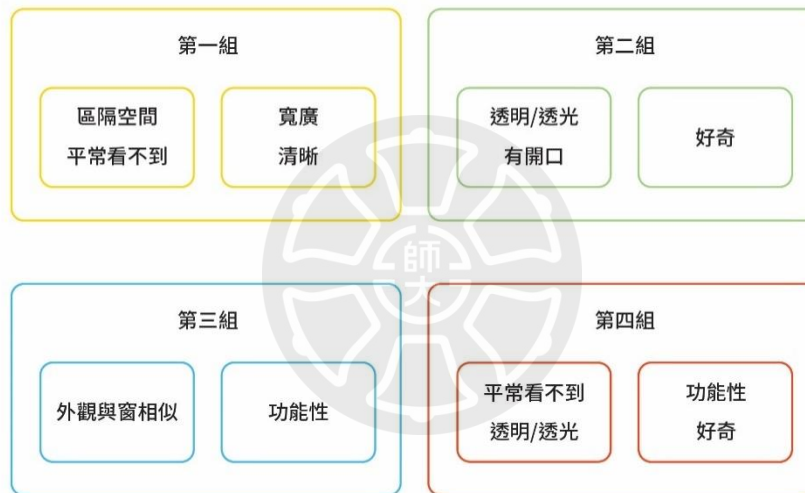 第一組
區隔空間
平常看不到
寬廣
清晰
第二組
透明/透光
有開口
好奇
師大
第三組
外觀與窗相似
功能性
第四組
平常看不到
透明/透光
功能性
好奇